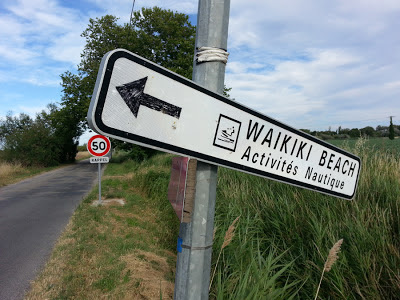 WAIKIKI BEACH
Activités Nautique
50
RAPPEL